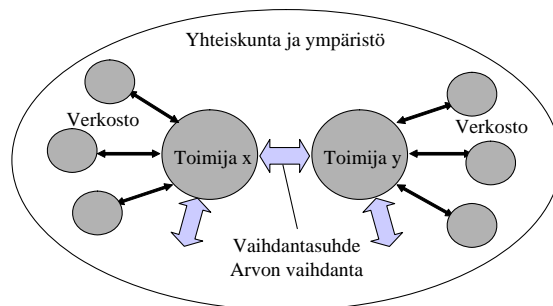 Yhteiskunta ja ympäristö
Verkosto
Verkosto
Toimija x
Toimija y
Vaihdantasuhde
Arvon vaihdanta